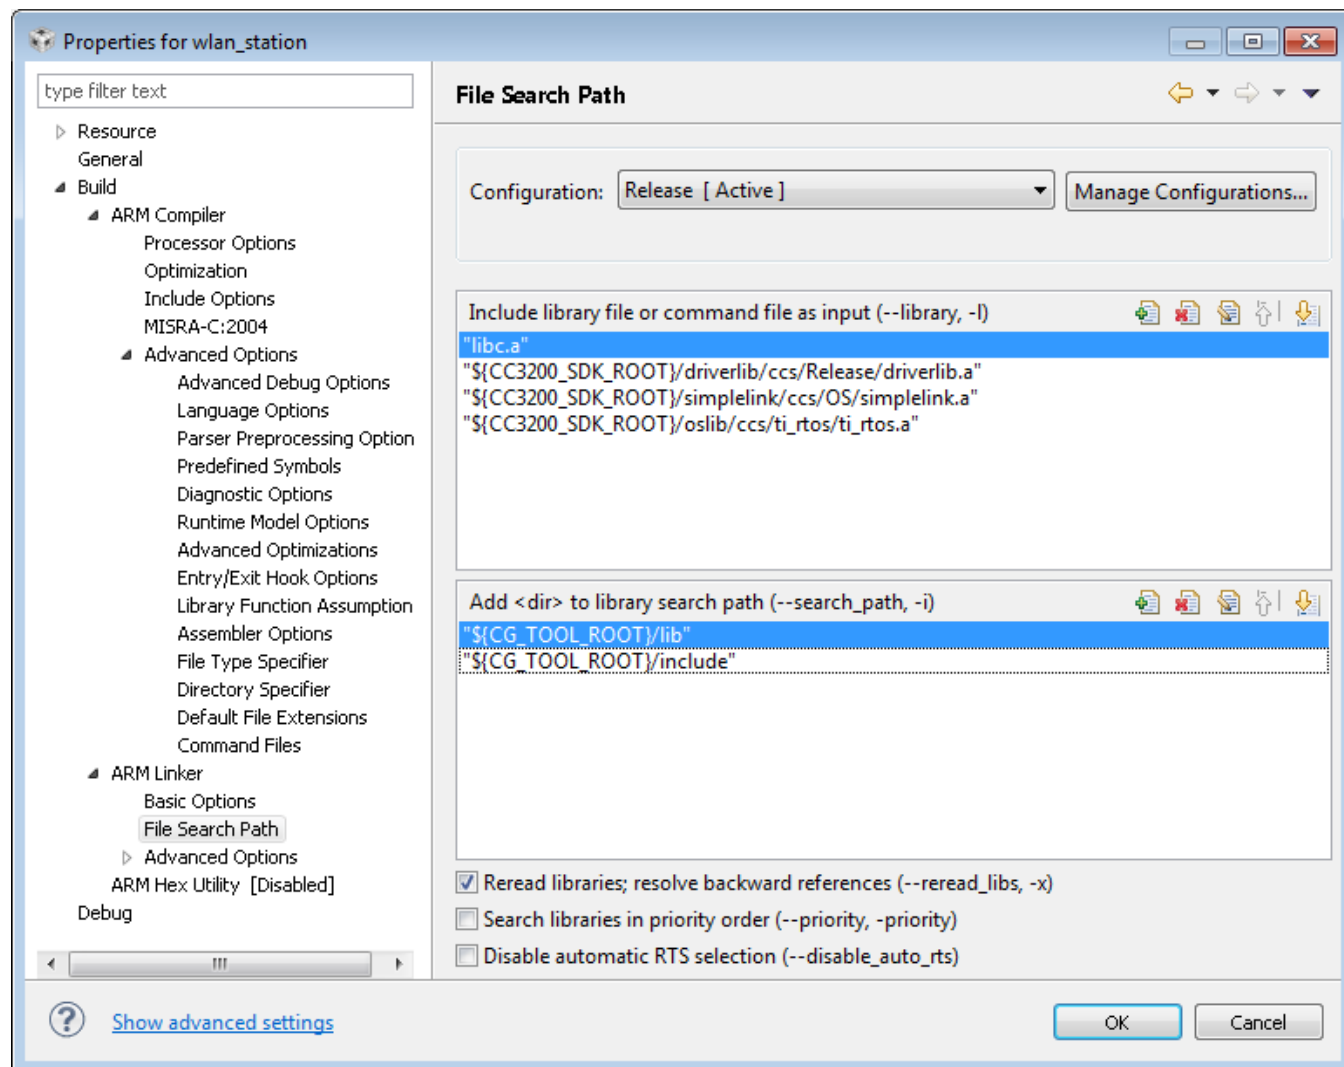 Properties for wlan_station
type filter text
Resource
General
Build
ARM Compiler
Processor Options
Optimization
Include Options
MISRA-C:2004
Advanced Options
Advanced Debug Options
Language Options
Parser Preprocessing Option
Predefined Symbols
Diagnostic Options
Runtime Model Options
Advanced Optimizations
Entry/Exit Hook Options
Library Function Assumption
Assembler Options
File Type Specifier
Directory Specifier
Default File Extensions
Command Files
ARM Linker
Basic Options
File Search Path
Advanced Options
ARM Hex Utility [Disabled]
Debug
File Search Path
Configuration: Release [ Active ] Manage Configurations...
Include library file or command file as input (--library, -l)
"libc.a"
"${CC3200_SDK_ROOT}/driverlib/ccs/Release/driverlib.a"
"${CC3200_SDK_ROOT}/simplelink/ccs/OS/simplelink.a"
"${CC3200_SDK_ROOT}/oslib/ccs/ti_rtos/ti_rtos.a"
Add <dir> to library search path (--search_path, -i)
"${CG_TOOL_ROOT}/lib"
"${CG_TOOL_ROOT}/include"
Reread libraries; resolve backward references (--reread_libs, -x)
Search libraries in priority order (--priority, -priority)
Disable automatic RTS selection (--disable_auto_rts)
Show advanced settings
OK Cancel